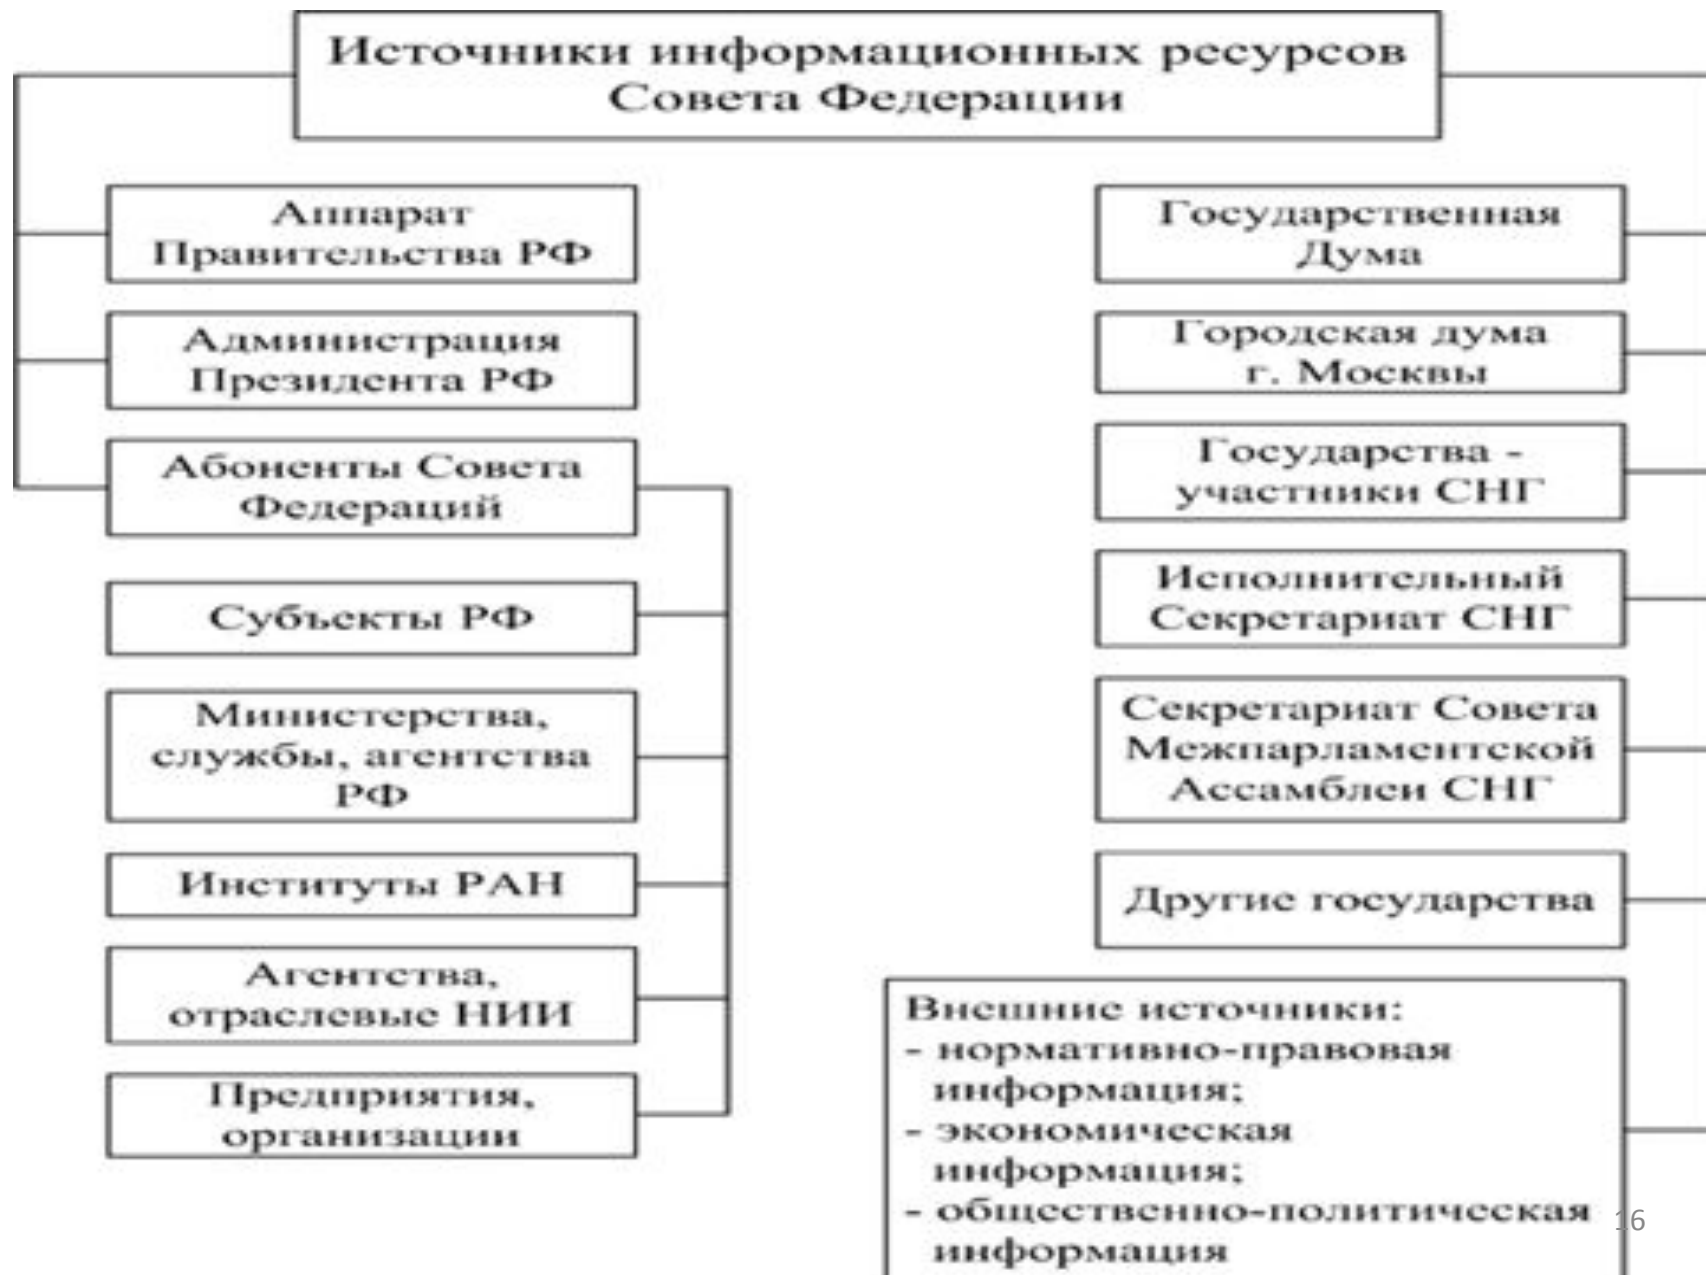 Источники информационных ресурсов
Совета Федерации
Аппарат
Правительства РФ
Администрация
Президента РФ
Абоненты Совета
Федераций
Субъекты РФ
Министерства,
службы, агентства
РФ
Институты РАН
Агентства,
отраслевые НИИ
Предприятия,
организации
Государственная
Дума
Городская дума
г. Москвы
Государства -
участники СНГ
Исполнительный
Секретариат СНГ
Секретариат Совета
Межпарламентской
Ассамблеи СНГ
Другие государства
Внешние источники:
- нормативно-правовая
информация;
- экономическая
информация;
- общественно-политическая
информация
16